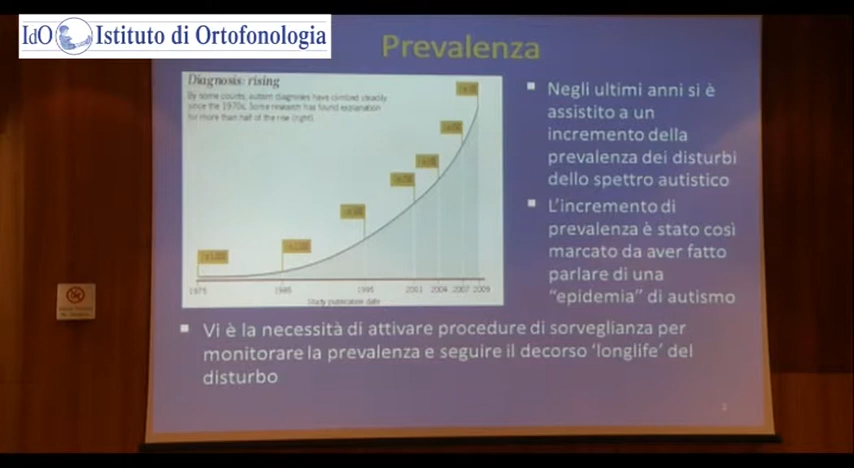 IdO Istituto di Ortofonologia
Prevalenza
Diagnosis: rising
By some counts, autism diagnoses have climbed steadily
since the 1970s. Some research has found explanation
for more than half of the rise (right).
1975 1985 1995 2001 2004 2007 2009
Study publication date
Negli ultimi anni si è
assistito a un
incremento della
prevalenza dei disturbi
dello spettro autistico
L'incremento di
prevalenza è stato così
marcato da aver fatto
parlare di una
"epidemia" di autismo
Vi è la necessità di attivare procedure di sorveglianza per
monitorare la prevalenza e seguire il decorso 'longlife' del
disturbo